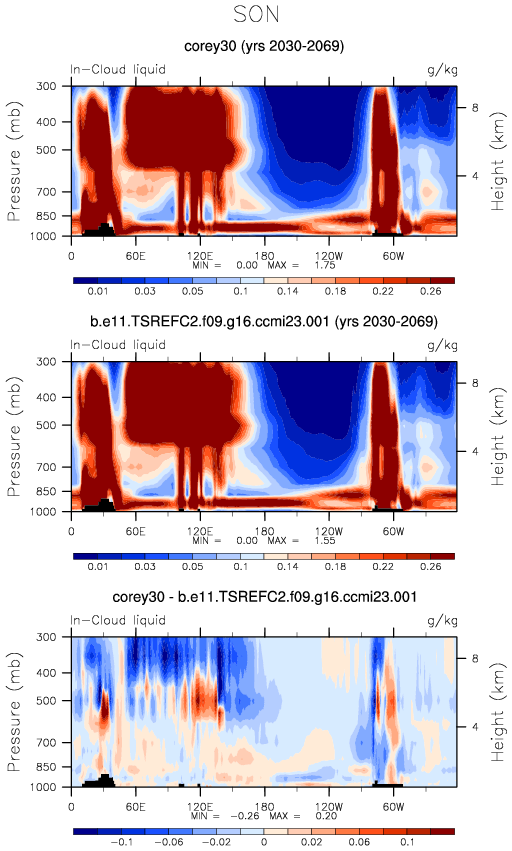 SON
corey30 (yrs 2030-2069)
In-Cloud liquid g/kg
300
400
500
700
850
1000
Pressure (mb)
8
4
Height (km)
0 60E 120E 180 120W 60W
MIN = 0.00 MAX = 1.75
0.01 0.03 0.05 0.1 0.14 0.18 0.22 0.26
b.e11.TSREFC2.f09.g16.ccmi23.001 (yrs 2030-2069)
In-Cloud liquid g/kg
300
400
500
700
850
1000
Pressure (mb)
8
4
Height (km)
0 60E 120E 180 120W 60W
MIN = 0.00 MAX = 1.55
0.01 0.03 0.05 0.1 0.14 0.18 0.22 0.26
corey30 - b.e11.TSREFC2.f09.g16.ccmi23.001
In-Cloud liquid g/kg
300
400
500
700
850
1000
Pressure (mb)
8
4
Height (km)
0 60E 120E 180 120W 60W
MIN = -0.26 MAX = 0.20
-0.1 -0.06 -0.02 0 0.02 0.06 0.1